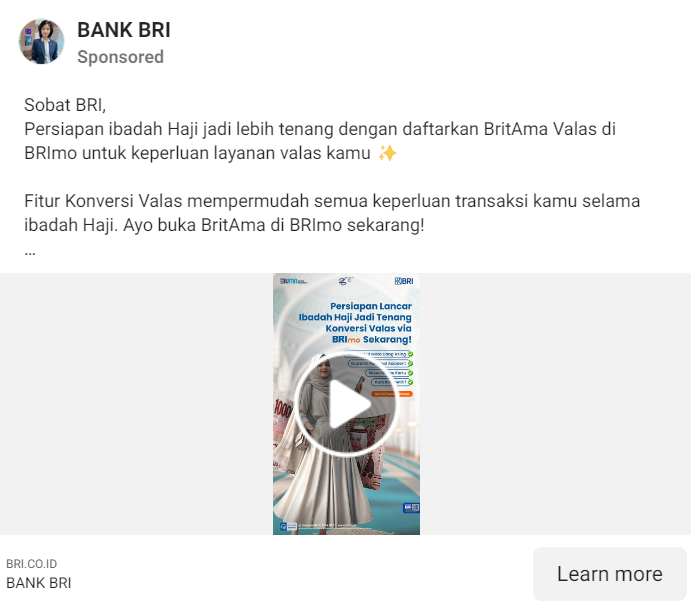 BANK BRI
Sponsored
Sobat BRI,
Persiapan ibadah Haji jadi lebih tenang dengan daftarkan BritAma Valas di
BRImo untuk keperluan layanan valas kamu ✨
Fitur Konversi Valas mempermudah semua keperluan transaksi kamu selama
ibadah Haji. Ayo buka BritAma di BRImo sekarang!
...
BRI
Persiapan Lancar
Ibadah Haji Jadi Tenang
Konversi Valas via
BRImo Sekarang!
BRI.CO.ID
BANK BRI
Learn more